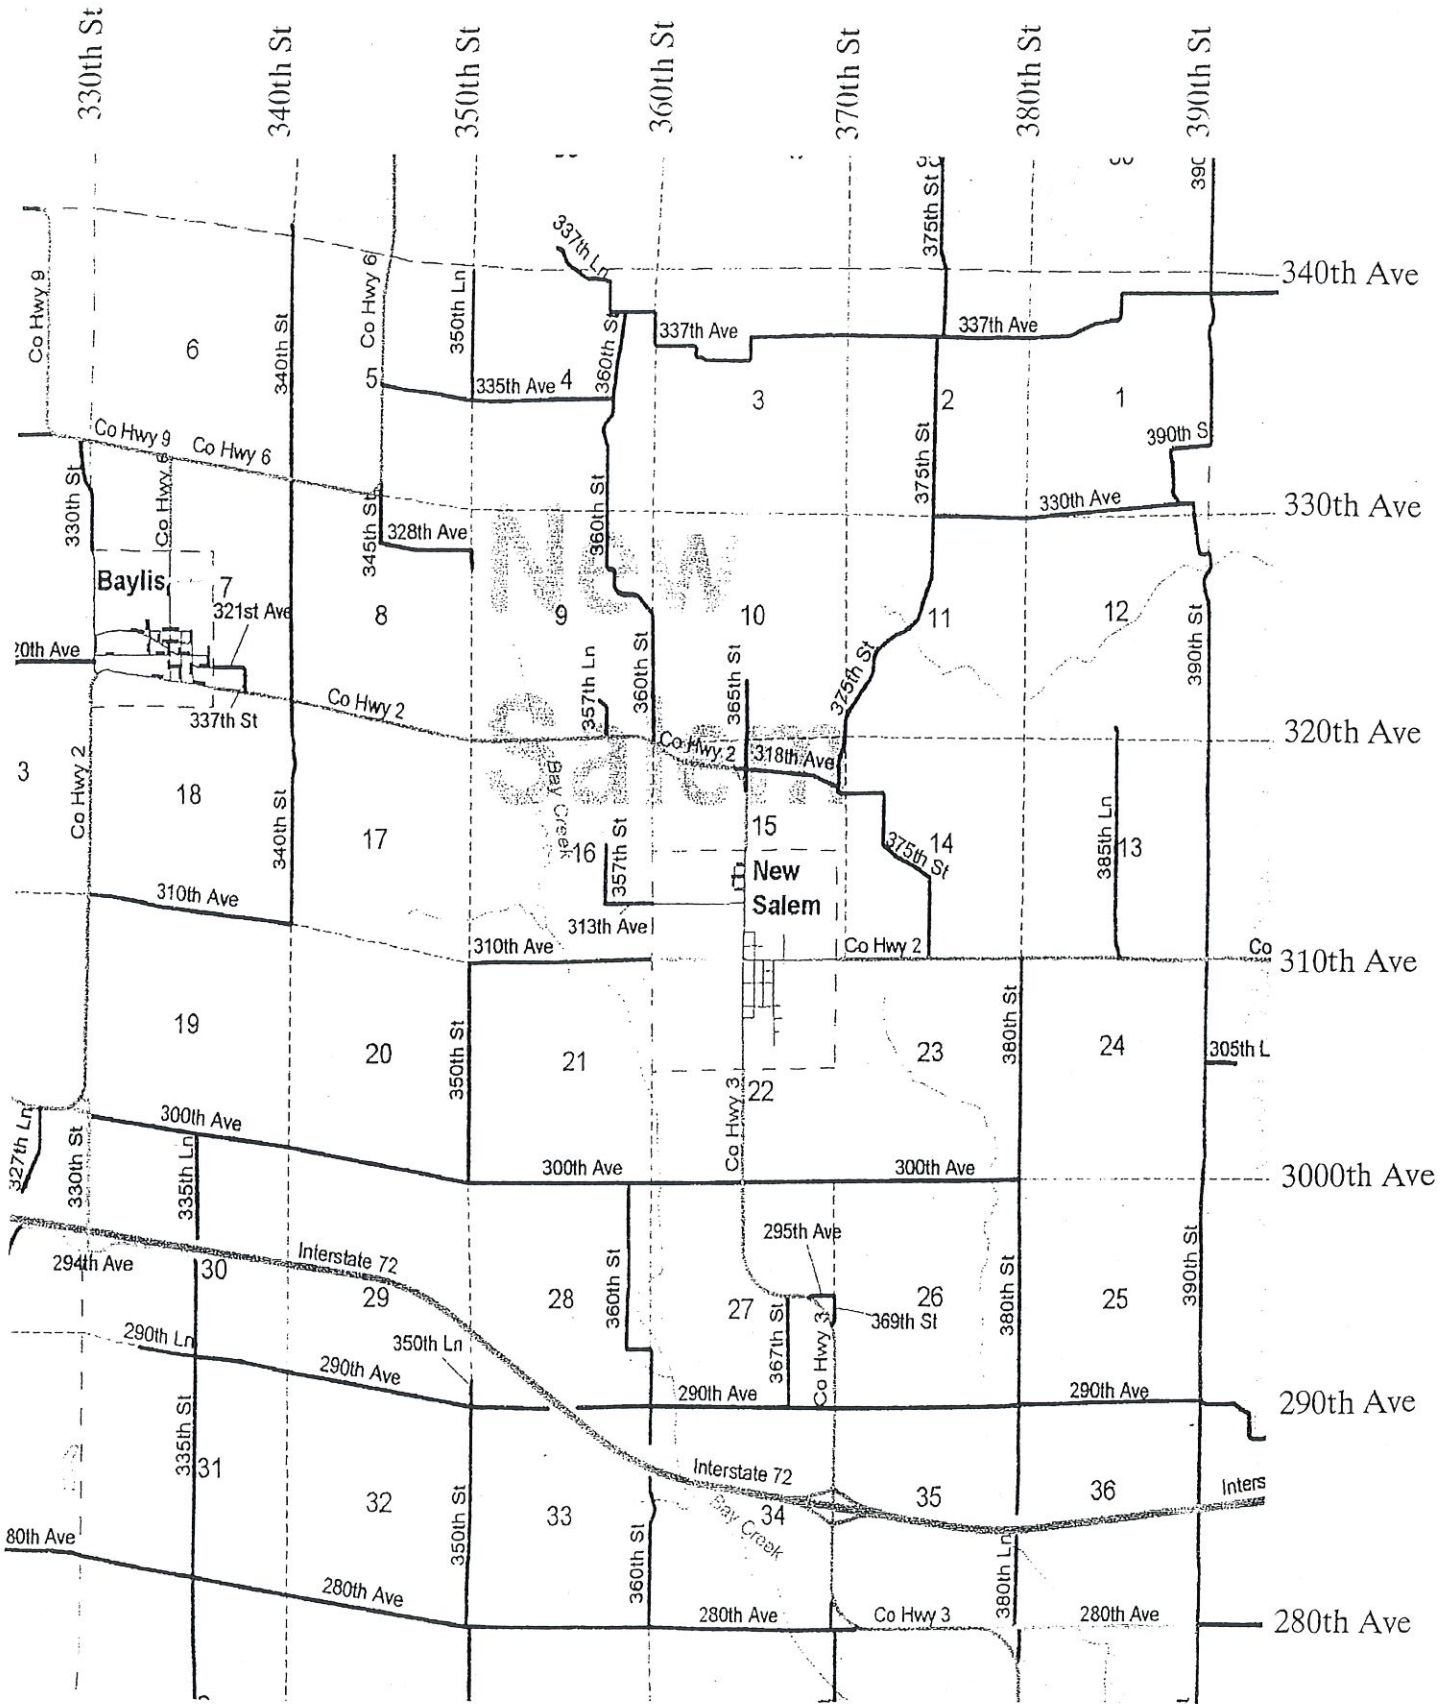 330th St
340th St
350th St
360th St
370th St
380th St
390th St
390
375th St
337th Ln
340th Ave
Co Hwy 9
Co Hwy 6
350th Ln
340th St
6
5
335th Ave
4
360th St
337th Ave
337th Ave
3
2
1
Co Hwy 9
Co Hwy 6
390th S
330th St
Co Hwy 6
345th St
328th Ave
360th St
375th St
330th Ave
330th Ave
New
Salem
Baylis
7
321st Ave
8
9
10
11
12
20th Ave
337th St
Co Hwy 2
357th Ln
360th St
365th St
375th St
390th St
Co Hwy 2
318th Ave
320th Ave
3
Co Hwy 2
18
340th St
17
Bay Creek
16
357th St
15
14
375th St
385th Ln
13
New
Salem
310th Ave
313th Ave
310th Ave
Co Hwy 2
Co
310th Ave
19
20
350th St
21
22
23
380th St
24
305th L
Co Hwy 3
327th Ln
330th St
300th Ave
335th Ln
300th Ave
300th Ave
3000th Ave
294th Ave
30
Interstate 72
29
28
360th St
295th Ave
27
367th St
Co Hwy 3
369th St
26
380th St
25
390th St
290th Ln
350th Ln
290th Ave
290th Ave
290th Ave
290th Ave
335th St
31
32
350th St
33
360th St
Interstate 72
34
Bay Creek
35
36
Inters
380th Ln
80th Ave
280th Ave
280th Ave
Co Hwy 3
280th Ave
280th Ave